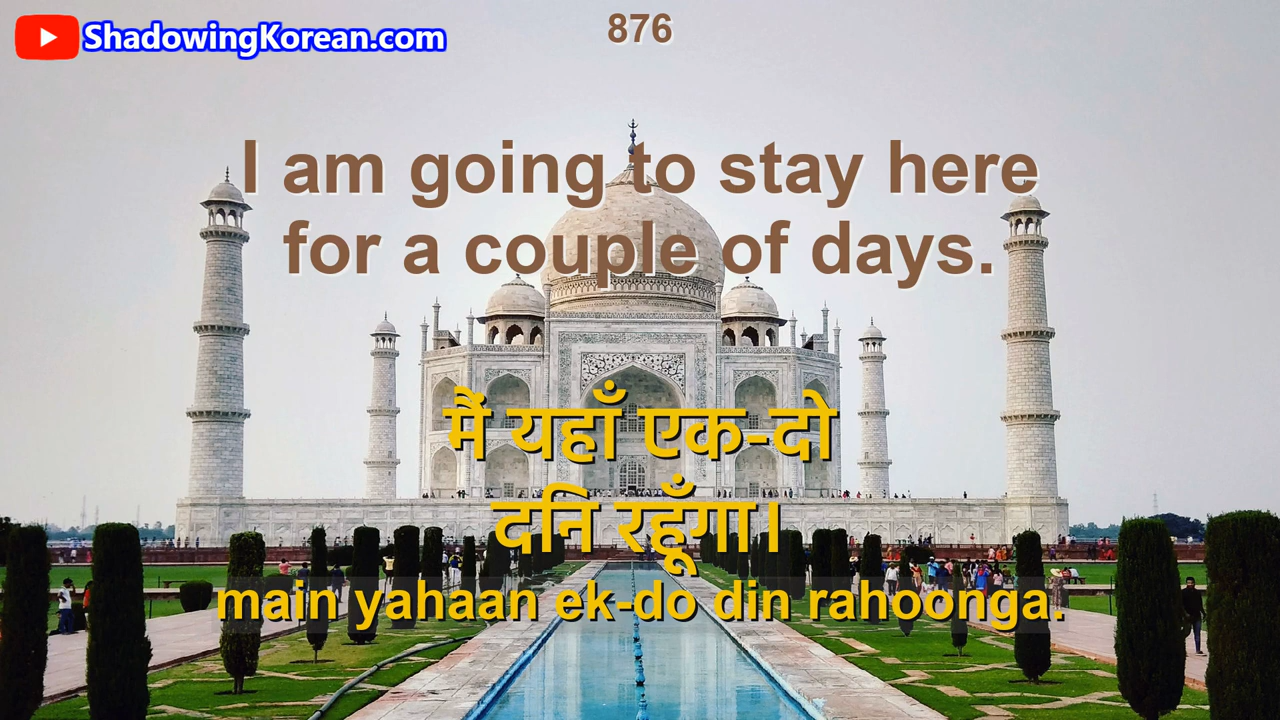 ShadowingKorean.com
876
I am going to stay here
for a couple of days.
मैं यहाँ एक-दो
दनि रहूँगा।
main yahaan ek-do din rahoonga.